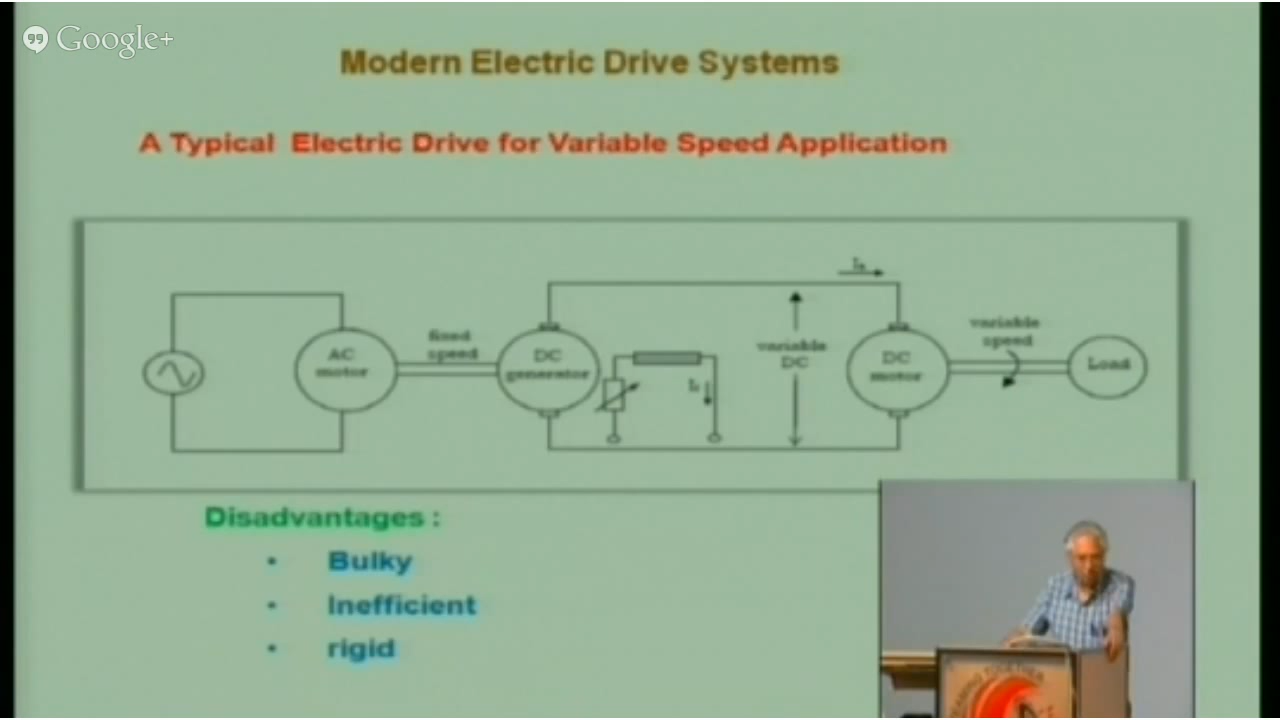 Google+
Modern Electric Drive Systems
A Typical Electric Drive for Variable Speed Application
AC
motor
fixed
speed
DC
generator
variable
DC
DC
motor
variable
speed
Load
Disadvantages :
• Bulky
• Inefficient
• rigid
TOGETHER